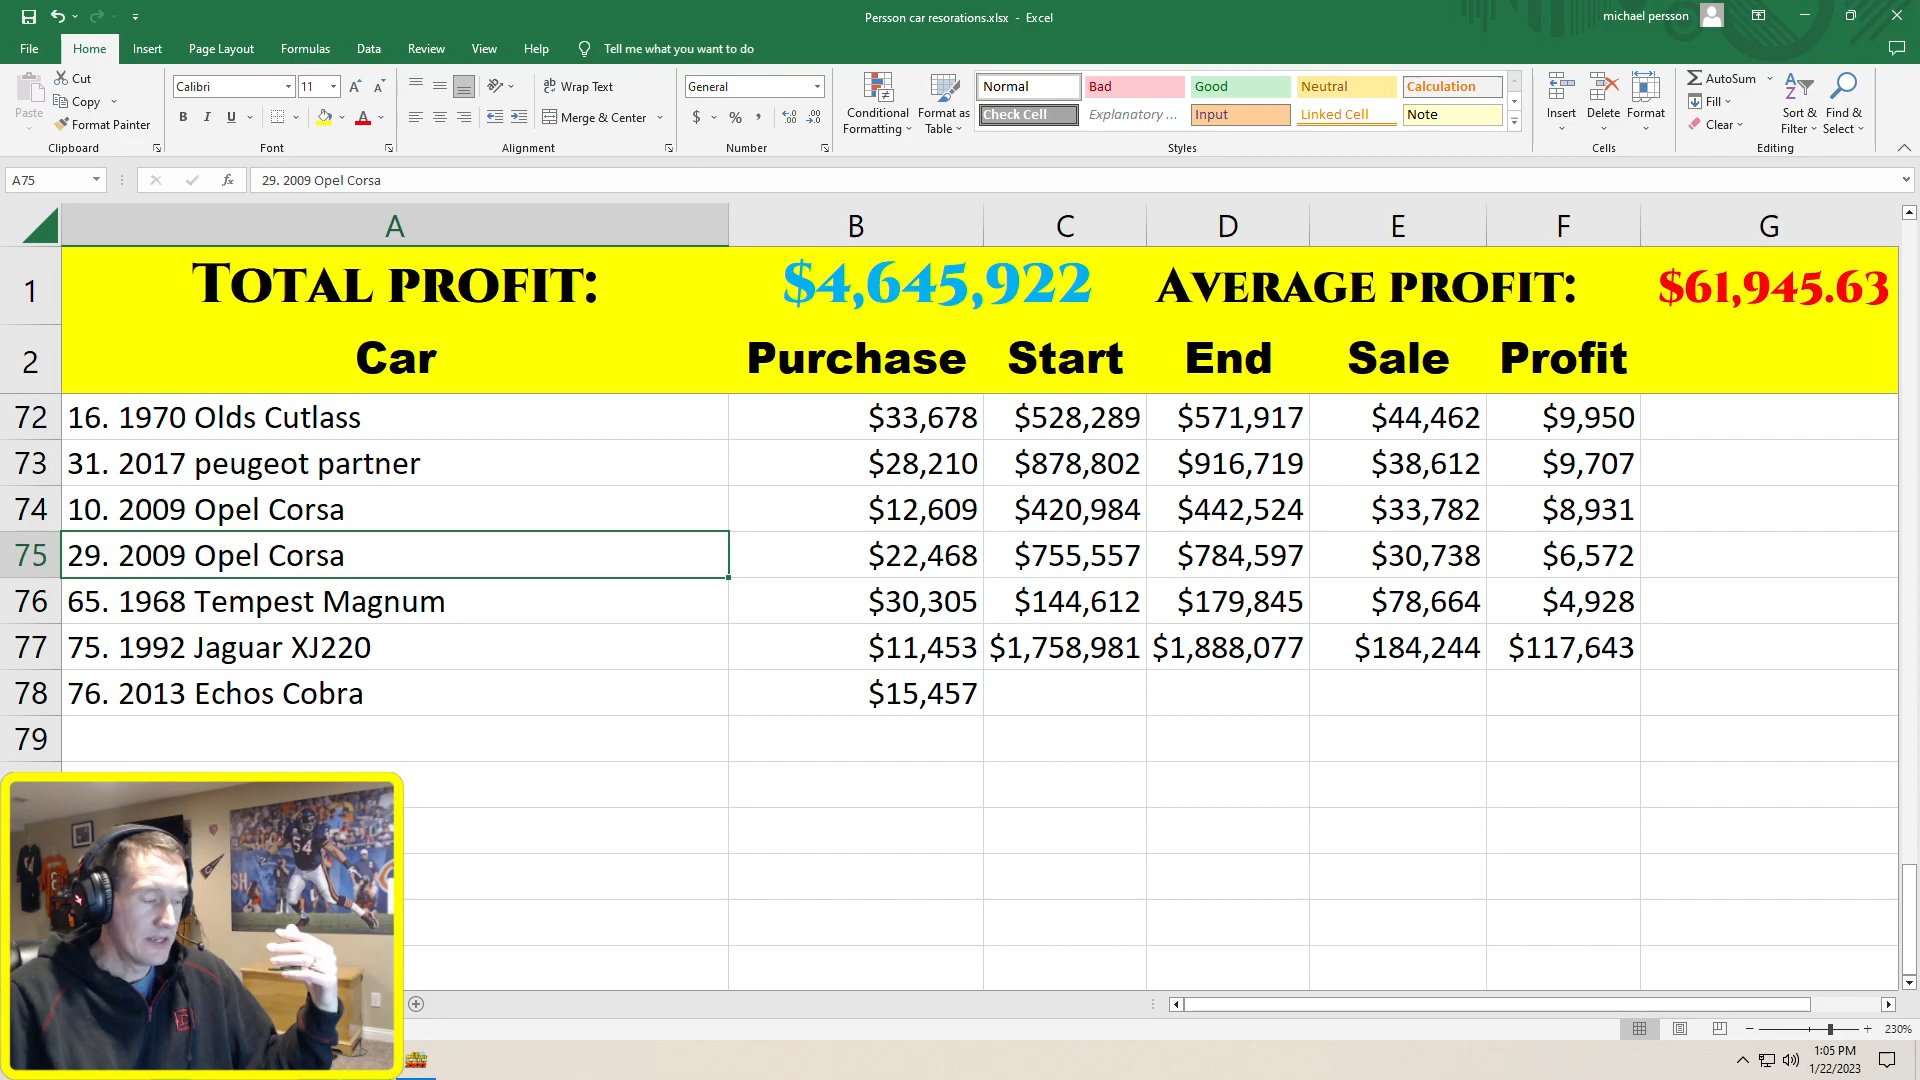 Persson car resorations.xlsx - Excel
michael persson
File Home Insert Page Layout Formulas Data Review View Help Tell me what you want to do
Paste
Cut
Copy
Format Painter
Clipboard
Calibri 11
B I U
Font
Wrap Text
Merge & Center
Alignment
General
$ % ,
Number
Conditional Formatting
Format as Table
Normal Bad Good Neutral Calculation
Check Cell Explanatory ... Input Linked Cell Note
Styles
Insert Delete Format
Cells
AutoSum
Fill
Clear
Sort & Filter
Find & Select
Editing
A75 fx 29. 2009 Opel Corsa
A B C D E F G
1 Total profit: $4,645,922 Average profit: $61,945.63
2 Car Purchase Start End Sale Profit
72 16. 1970 Olds Cutlass $33,678 $528,289 $571,917 $44,462 $9,950
73 31. 2017 peugeot partner $28,210 $878,802 $916,719 $38,612 $9,707
74 10. 2009 Opel Corsa $12,609 $420,984 $442,524 $33,782 $8,931
75 29. 2009 Opel Corsa $22,468 $755,557 $784,597 $30,738 $6,572
76 65. 1968 Tempest Magnum $30,305 $144,612 $179,845 $78,664 $4,928
77 75. 1992 Jaguar XJ220 $11,453 $1,758,981 $1,888,077 $184,244 $117,643
78 76. 2013 Echos Cobra $15,457
79
54
230%
1:05 PM
1/22/2023